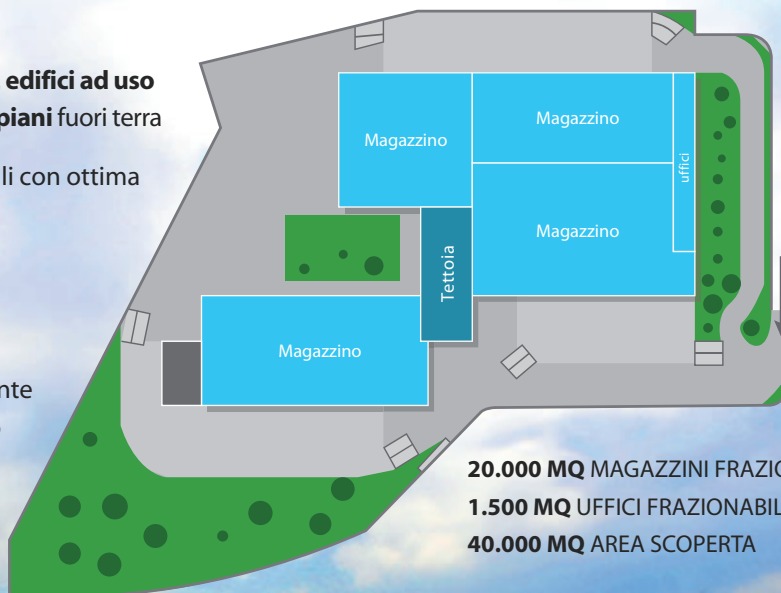 edifici ad uso
piani fuori terra
li con ottima
nte
Magazzino
Magazzino
uffici
Magazzino
Tettoia
Magazzino
20.000 MQ MAGAZZINI FRAZIO
1.500 MQ UFFICI FRAZIONABIL
40.000 MQ AREA SCOPERTA